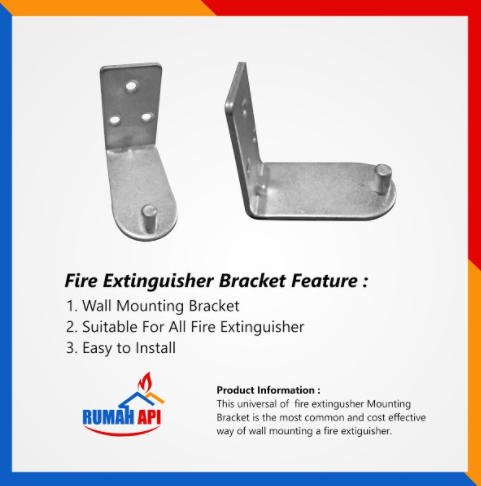 Fire Extinguisher Bracket Feature :
1. Wall Mounting Bracket
2. Suitable For All Fire Extinguisher
3. Easy to Install
RUMAH API
Product Information :
This universal of fire extingusher Mounting
Bracket is the most common and cost effective
way of wall mounting a fire extiguisher.